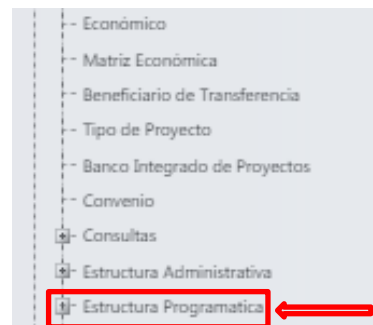 Económico
Matriz Económica
Beneficiario de Transferencia
Tipo de Proyecto
Banco Integrado de Proyectos
Convenio
Consultas
Estructura Administrativa
Estructura Programatica